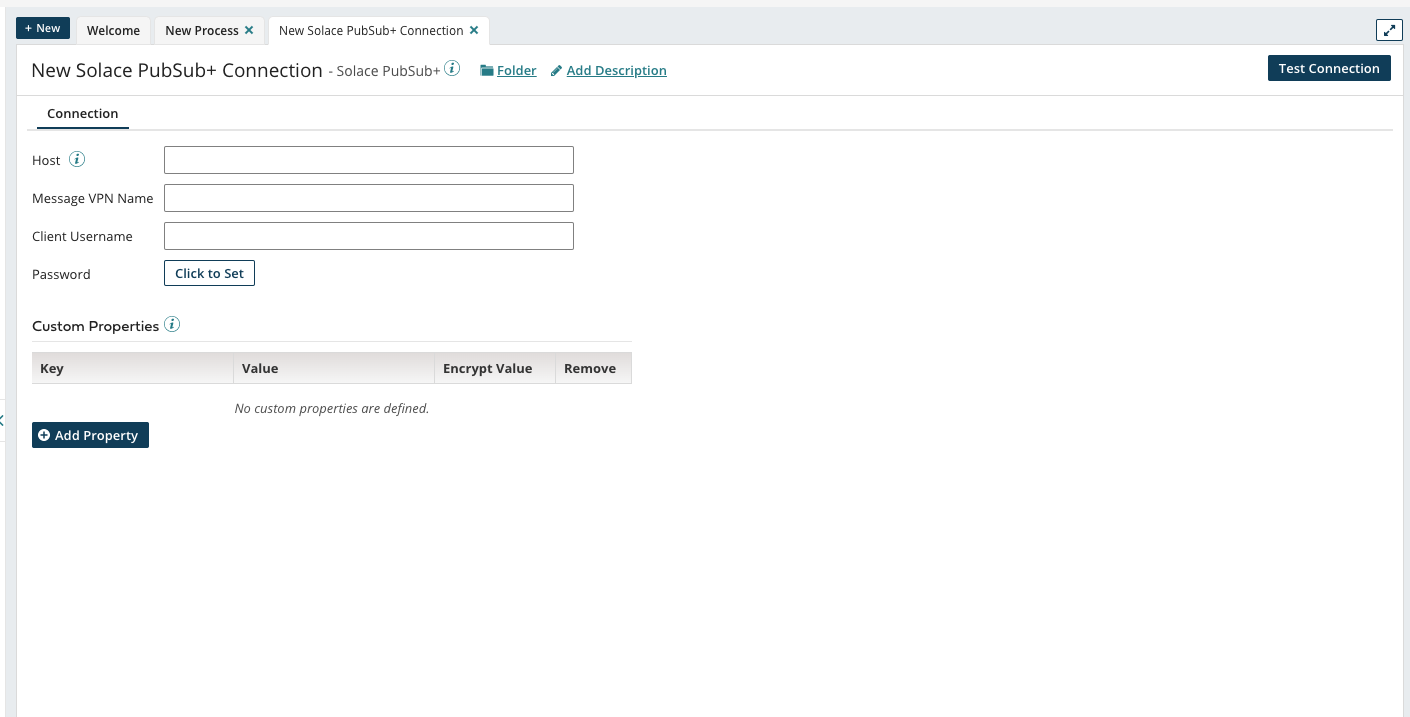 + New Welcome New Process × New Solace PubSub+ Connection ×
New Solace PubSub+ Connection - Solace PubSub+ i Folder Add Description Test Connection
Connection
Host i
Message VPN Name
Client Username
Password Click to Set
Custom Properties i
Key Value Encrypt Value Remove
No custom properties are defined.
Add Property